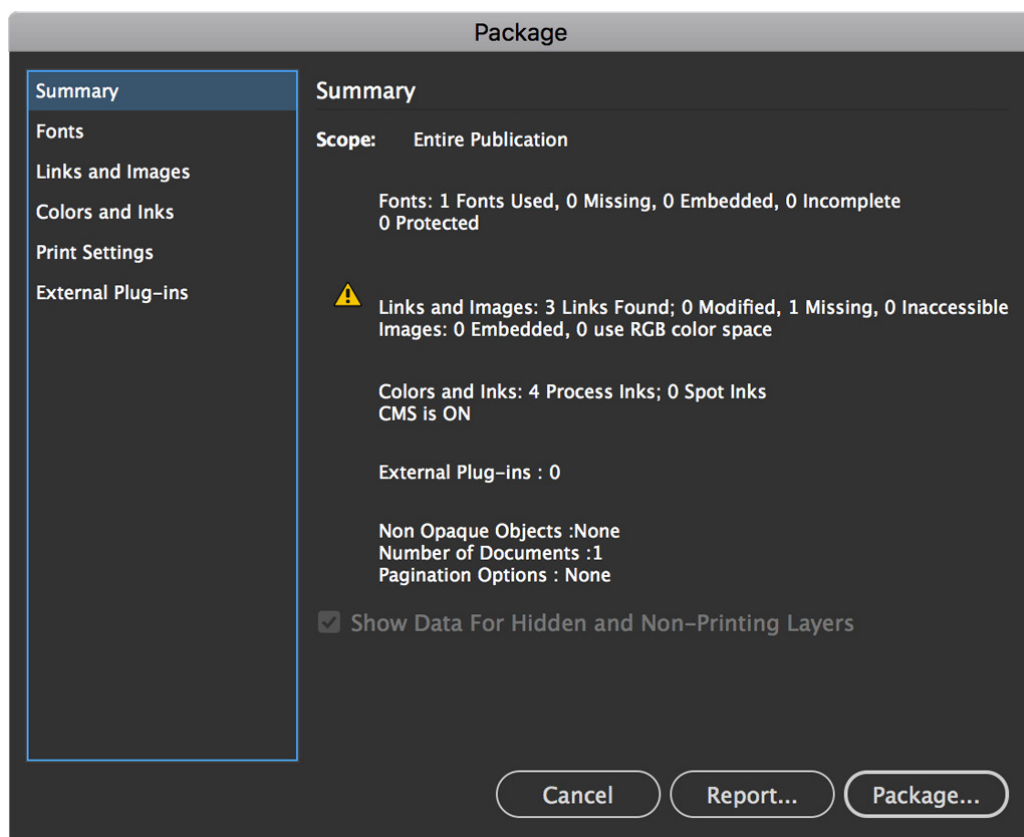 Package
Summary
Fonts
Links and Images
Colors and Inks
Print Settings
External Plug-ins
Summary
Scope: Entire Publication
Fonts: 1 Fonts Used, 0 Missing, 0 Embedded, 0 Incomplete
0 Protected
Links and Images: 3 Links Found; 0 Modified, 1 Missing, 0 Inaccessible
Images: 0 Embedded, 0 use RGB color space
Colors and Inks: 4 Process Inks; 0 Spot Inks
CMS is ON
External Plug-ins : 0
Non Opaque Objects :None
Number of Documents :1
Pagination Options : None
Show Data For Hidden and Non-Printing Layers
Cancel
Report...
Package...